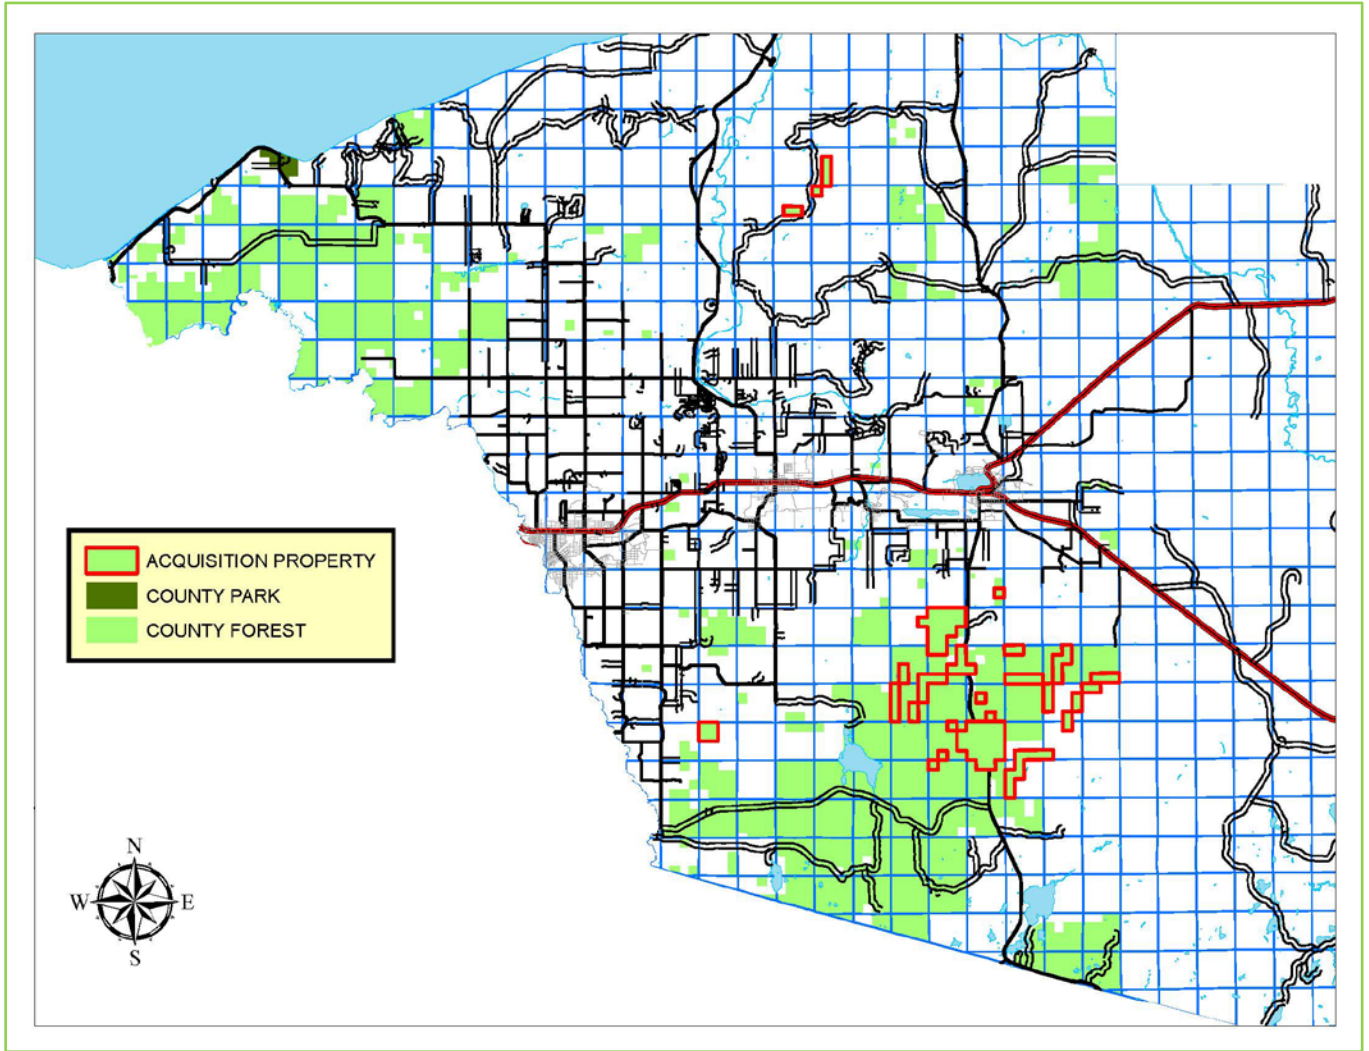 ACQUISITION PROPERTY
COUNTY PARK
COUNTY FOREST
N
W E
S